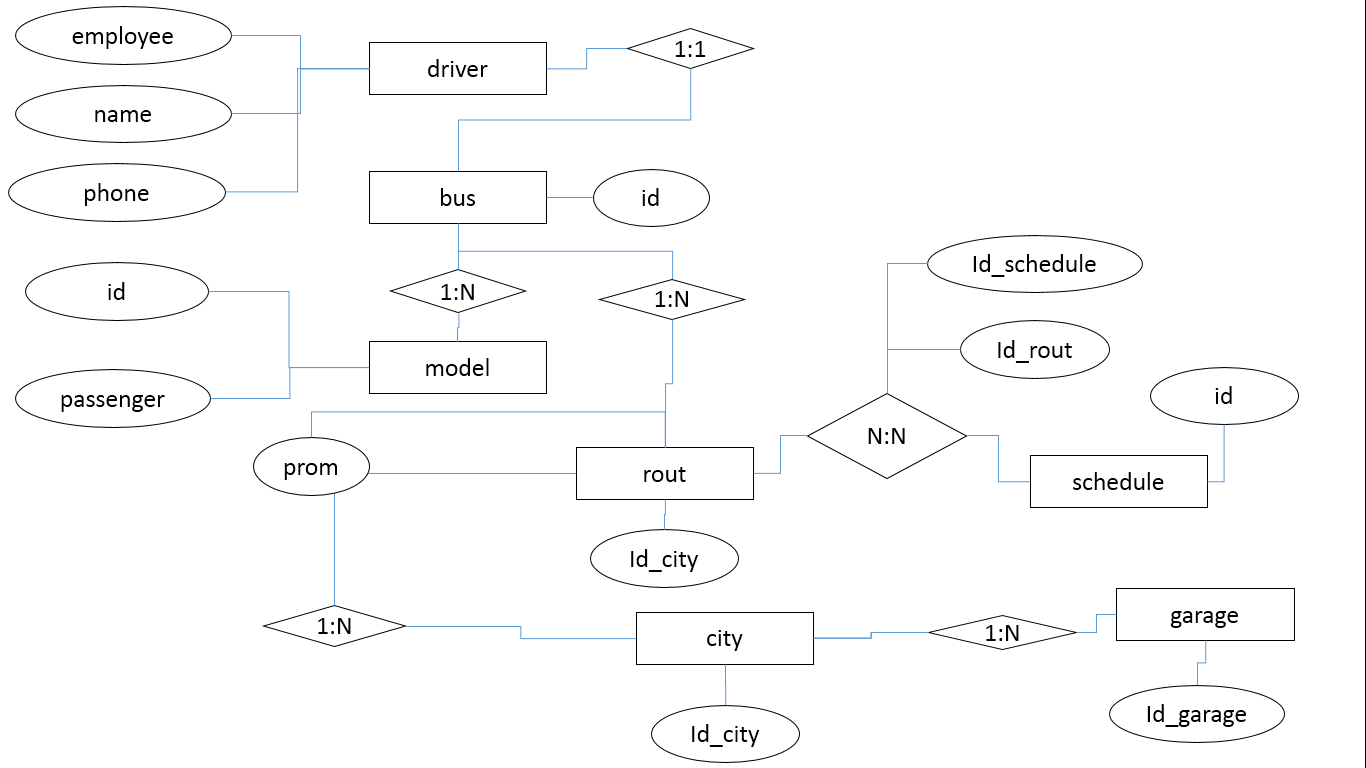 employee
driver
1:1
name
phone
bus
id
Id_schedule
id
1:N
1:N
Id_rout
model
passenger
id
N:N
prom
rout
schedule
Id_city
1:N
city
1:N
garage
Id_city
Id_garage